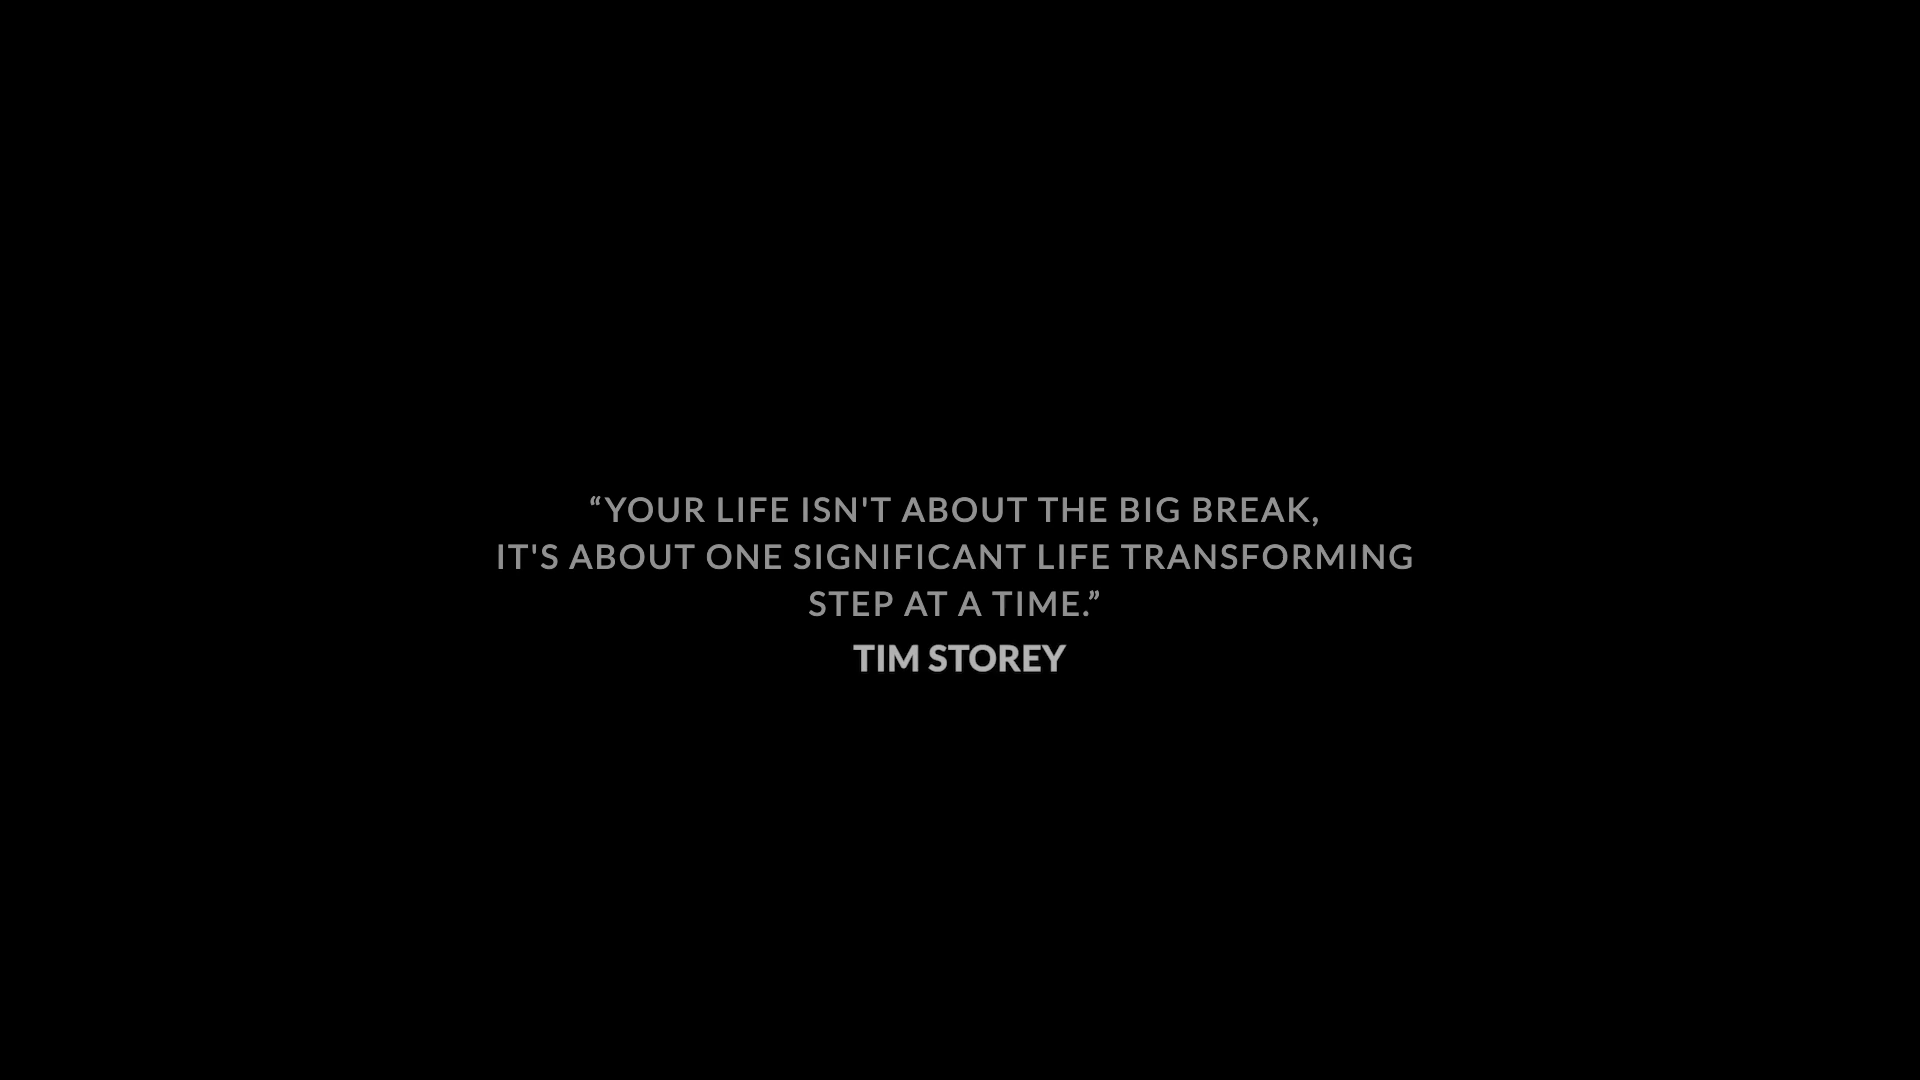 “YOUR LIFE ISN'T ABOUT THE BIG BREAK,
IT'S ABOUT ONE SIGNIFICANT LIFE TRANSFORMING
STEP AT A TIME.”
TIM STOREY